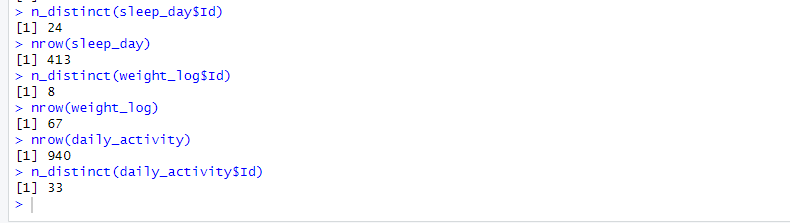 > n_distinct(sleep_day$Id)
[1] 24
> nrow(sleep_day)
[1] 413
> n_distinct(weight_log$Id)
[1] 8
> nrow(weight_log)
[1] 67
> nrow(daily_activity)
[1] 940
> n_distinct(daily_activity$Id)
[1] 33
>